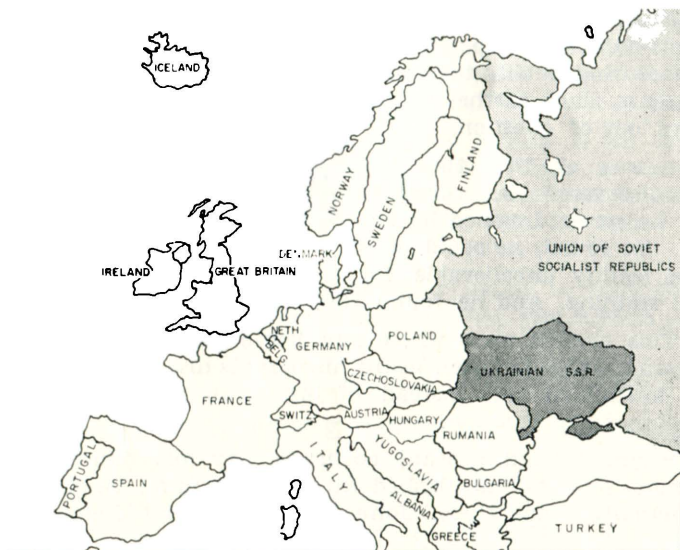 ICELAND
NORWAY
SWEDEN
FINLAND
UNION OF SOVIET
SOCIALIST REPUBLICS
DENMARK
IRELAND
GREAT BRITAIN
NETH
BELG
GERMANY
POLAND
CZECHOSLOVAKIA
UKRAINIAN S.S.R.
FRANCE
SWITZ
AUSTRIA
HUNGARY
RUMANIA
ITALY
YUGOSLAVIA
PORTUGAL
SPAIN
BULGARIA
ALBANIA
GREECE
TURKEY